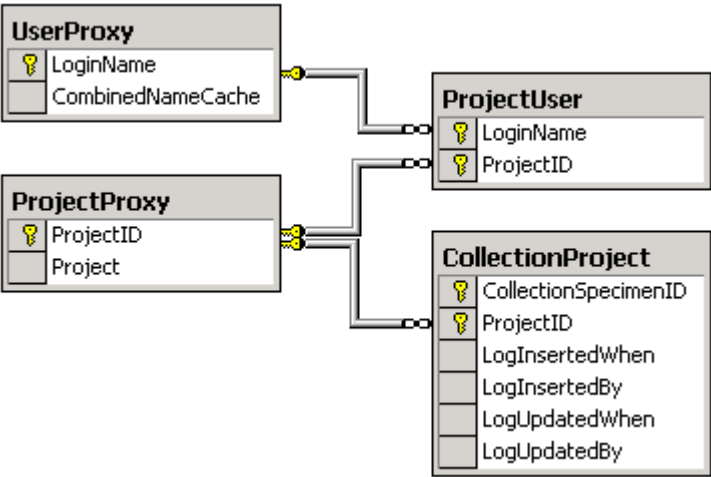 UserProxy
LoginName
CombinedNameCache
ProjectProxy
ProjectID
Project
ProjectUser
LoginName
ProjectID
CollectionProject
CollectionSpecimenID
ProjectID
LogInsertedWhen
LogInsertedBy
LogUpdatedWhen
LogUpdatedBy